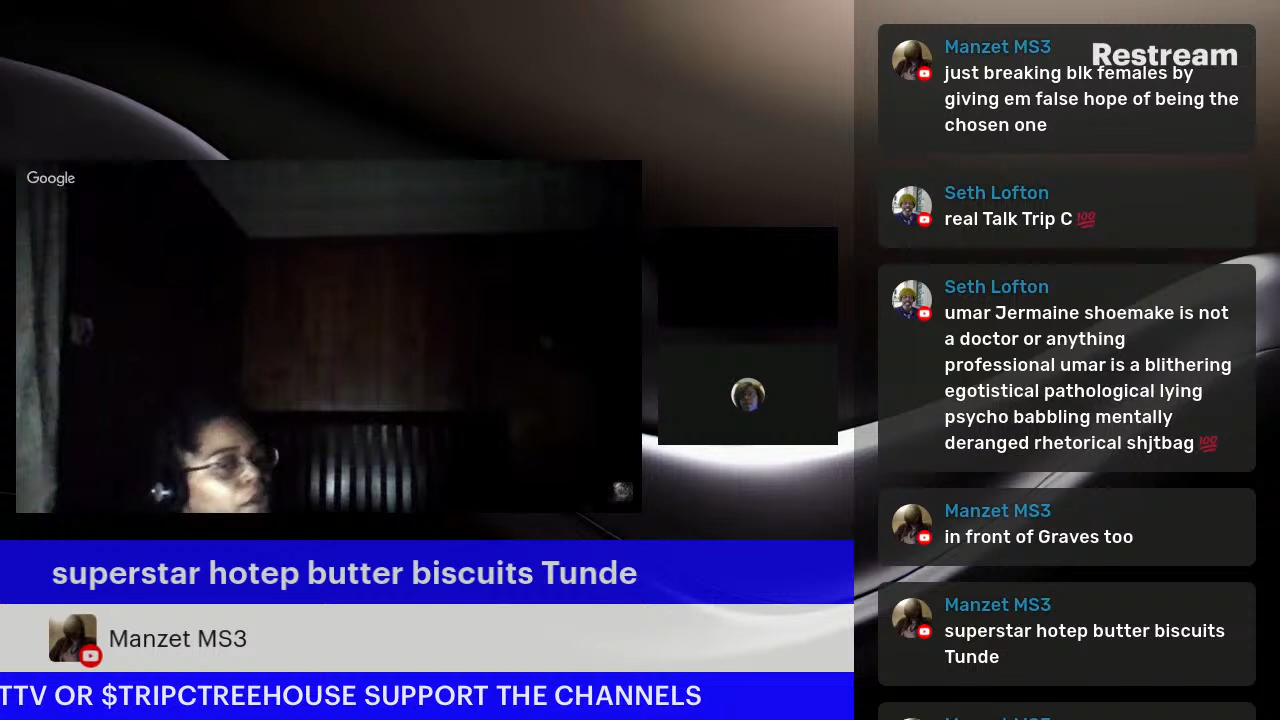 Google
superstar hotep butter biscuits Tunde
Manzet MS3
TTV OR $TRIPCTREEHOUSE SUPPORT THE CHANNELS
Restream
Manzet MS3
just breaking blk females by
giving em false hope of being the
chosen one
Seth Lofton
real Talk Trip C 💯
Seth Lofton
umar Jermaine shoemake is not
a doctor or anything
professional umar is a blithering
egotistical pathological lying
psycho babbling mentally
deranged rhetorical shjtbag 💯
Manzet MS3
in front of Graves too
Manzet MS3
superstar hotep butter biscuits
Tunde